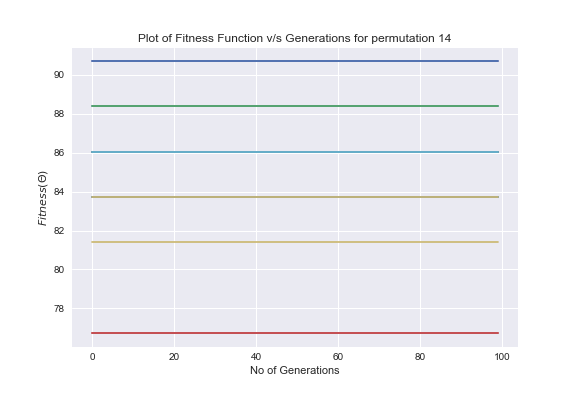 Plot of Fitness Function v/s Generations for permutation 14
Fitness(Θ)
90
88
86
84
82
80
78
0 20 40 60 80 100
No of Generations